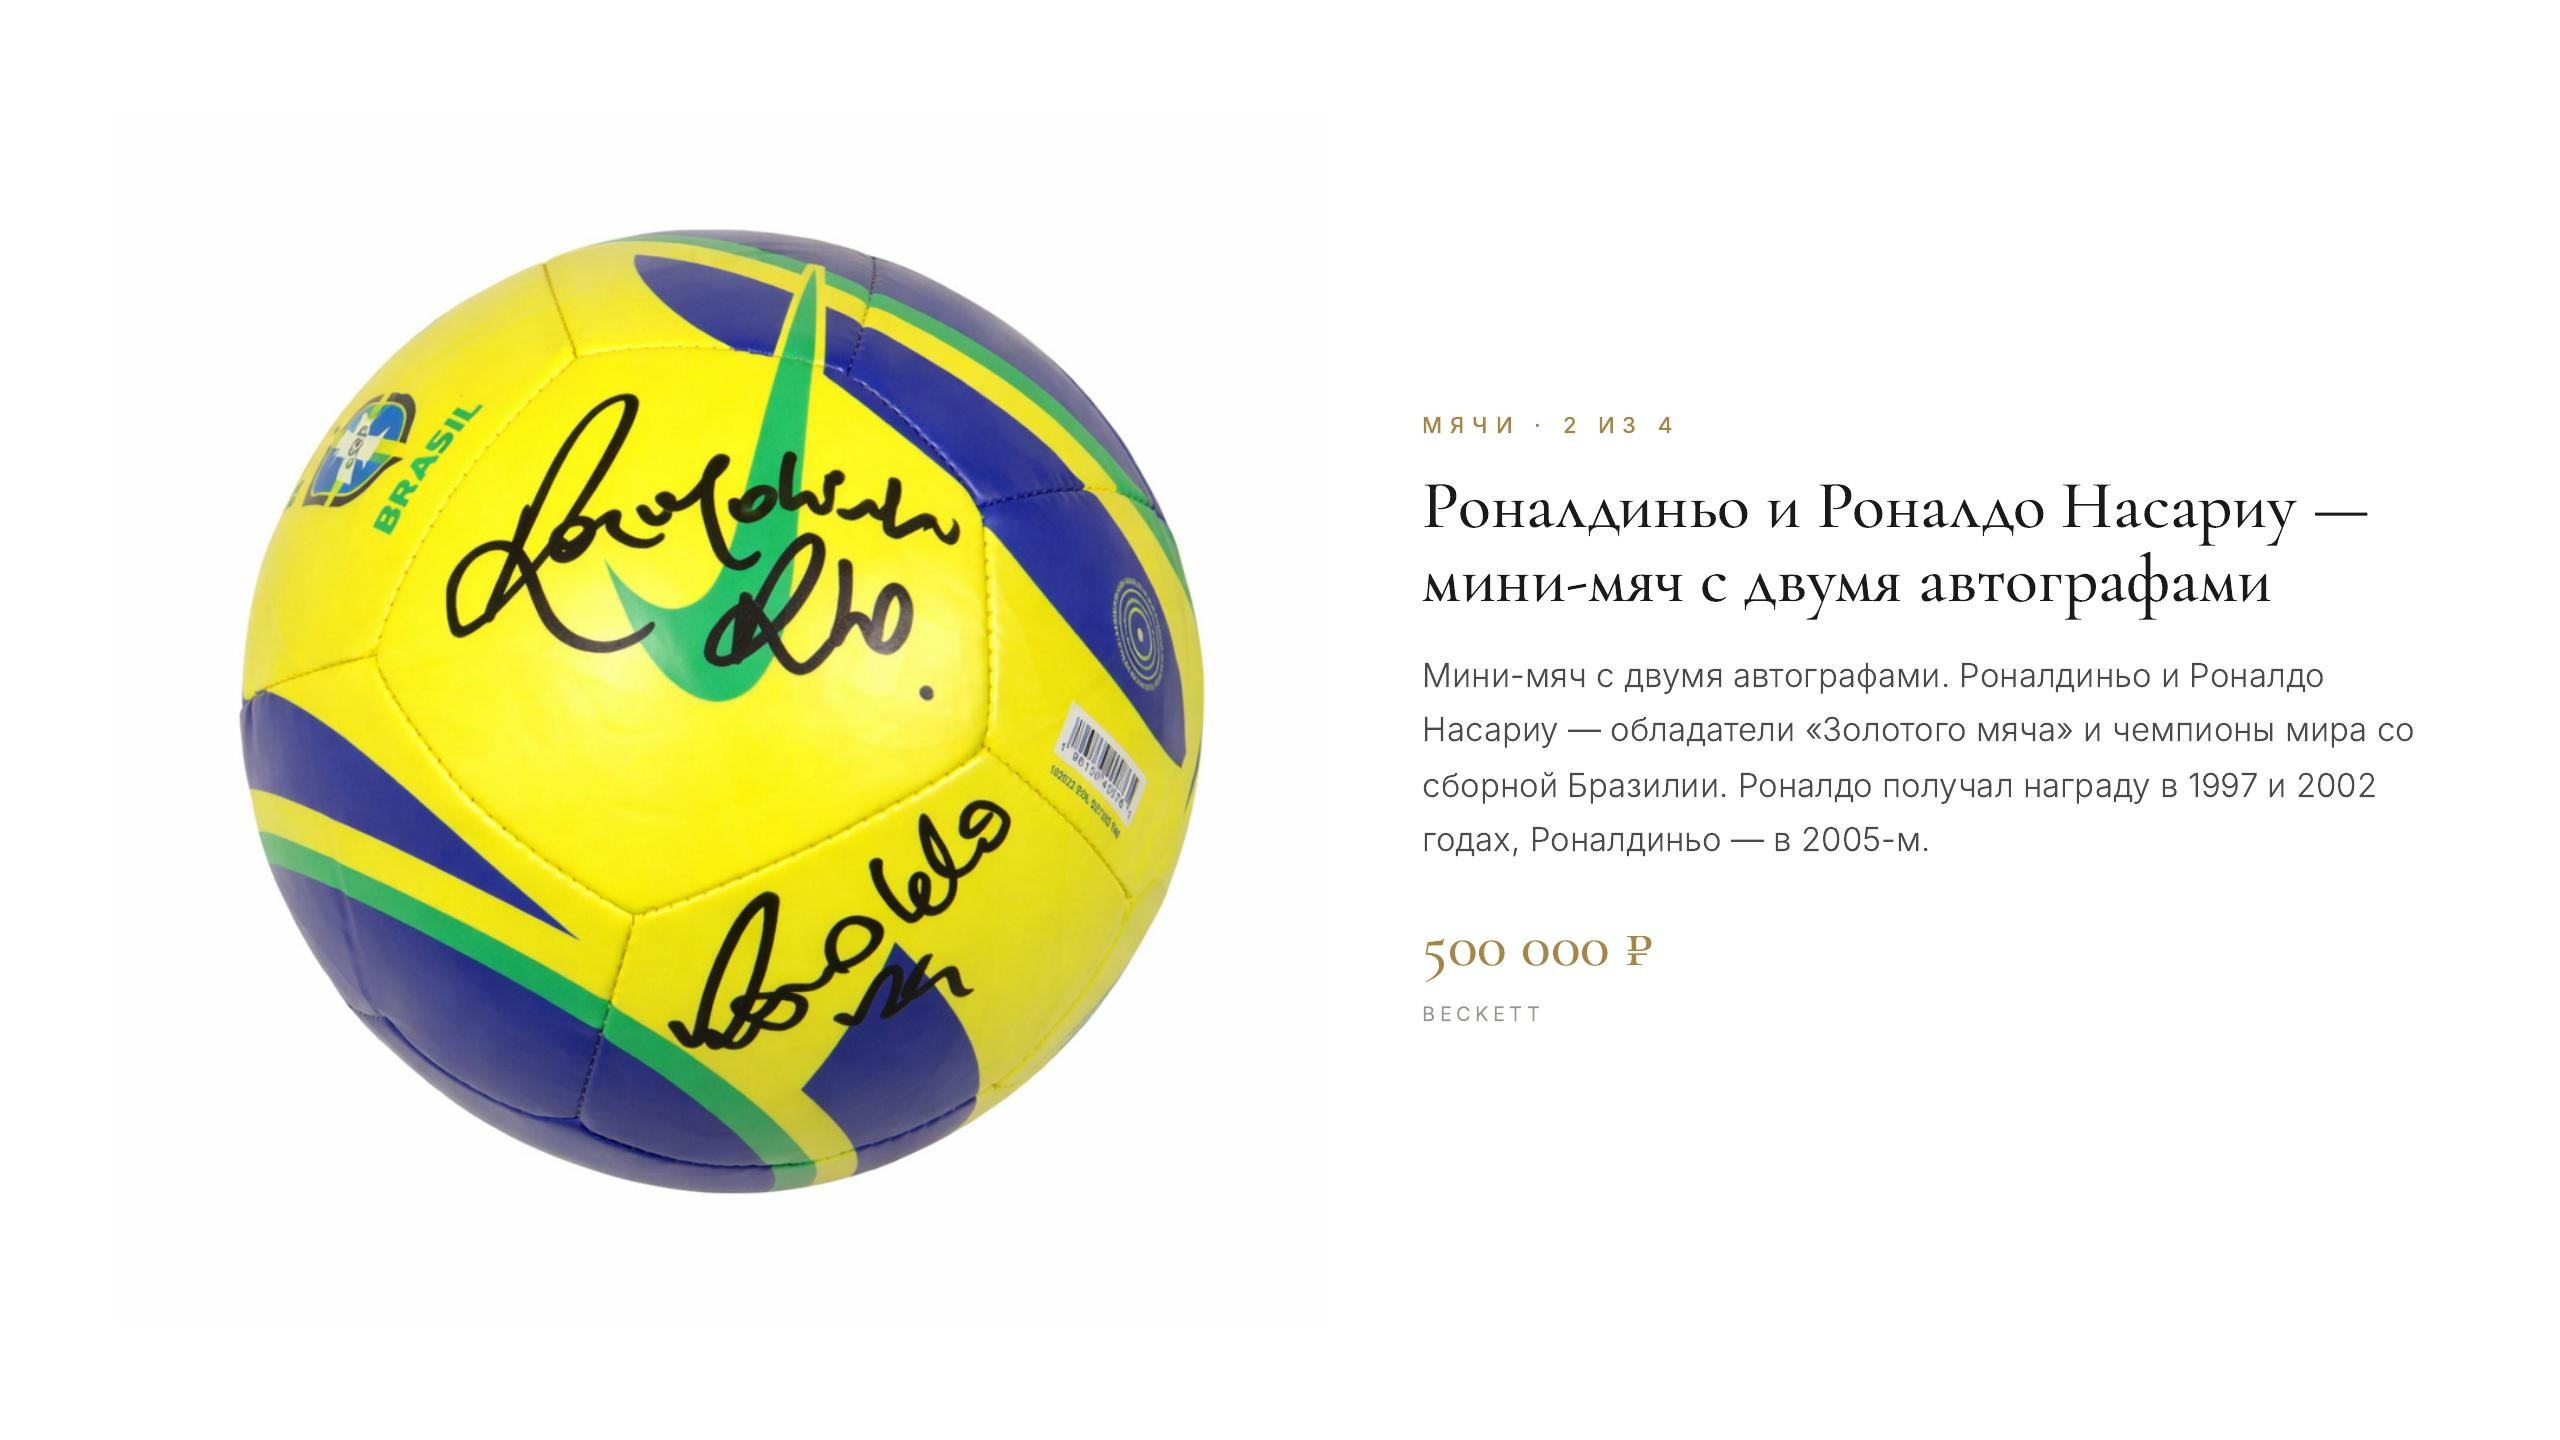 BRASIL
Ronaldinho
МЯЧИ · 2 ИЗ 4
Роналдиньо и Роналдо Насариу —
мини-мяч с двумя автографами
Мини-мяч с двумя автографами. Роналдиньо и Роналдо
Насариу — обладатели «Золотого мяча» и чемпионы мира со
сборной Бразилии. Роналдо получал награду в 1997 и 2002
годах, Роналдиньо — в 2005-м.
500 000 ₽
BECKETT